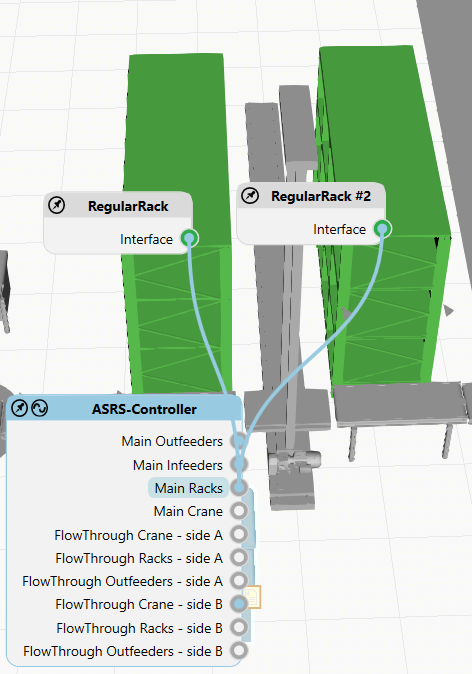 RegularRack
Interface
RegularRack #2
Interface
ASRS-Controller
Main Outfeeders
Main Infeeders
Main Racks
Main Crane
FlowThrough Crane - side A
FlowThrough Racks - side A
FlowThrough Outfeeders - side A
FlowThrough Crane - side B
FlowThrough Racks - side B
FlowThrough Outfeeders - side B